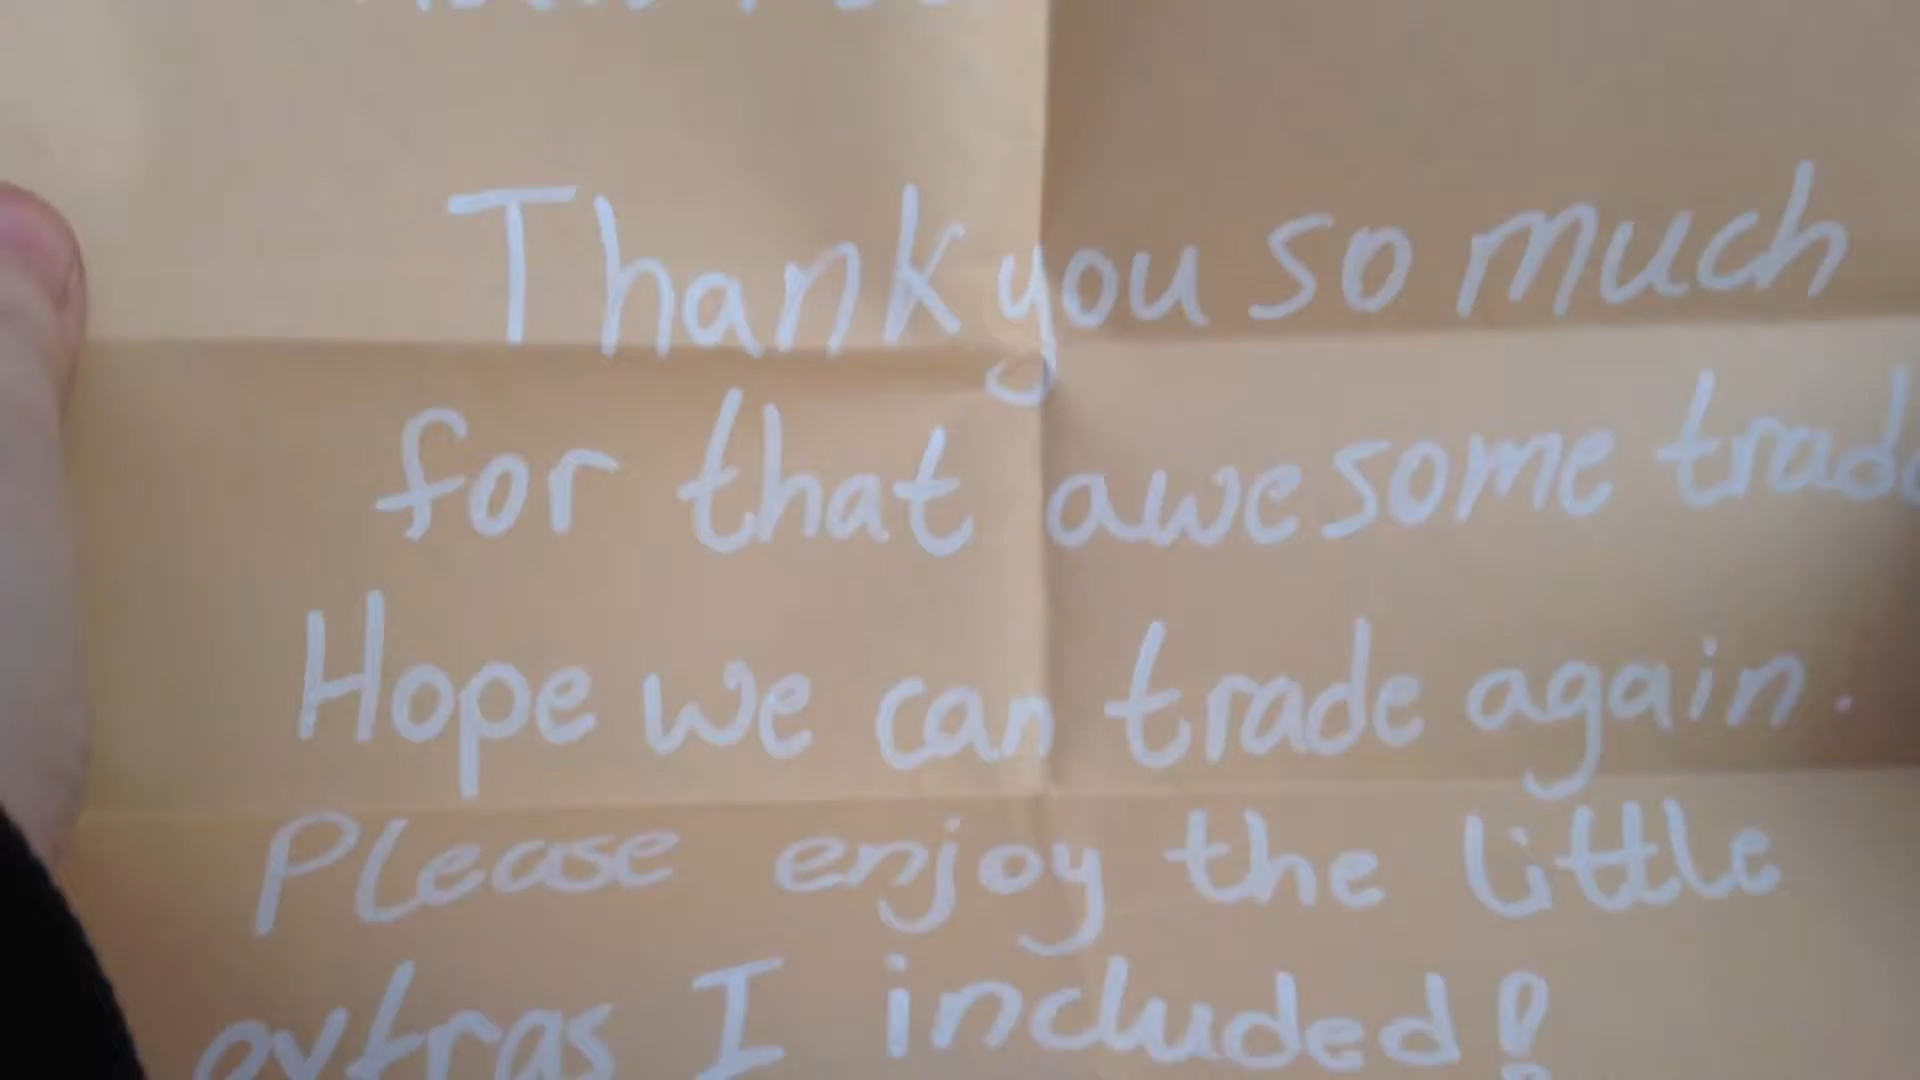 Thank you so much
for that awesome trade
Hope we can trade again.
Please enjoy the little
extras I included!